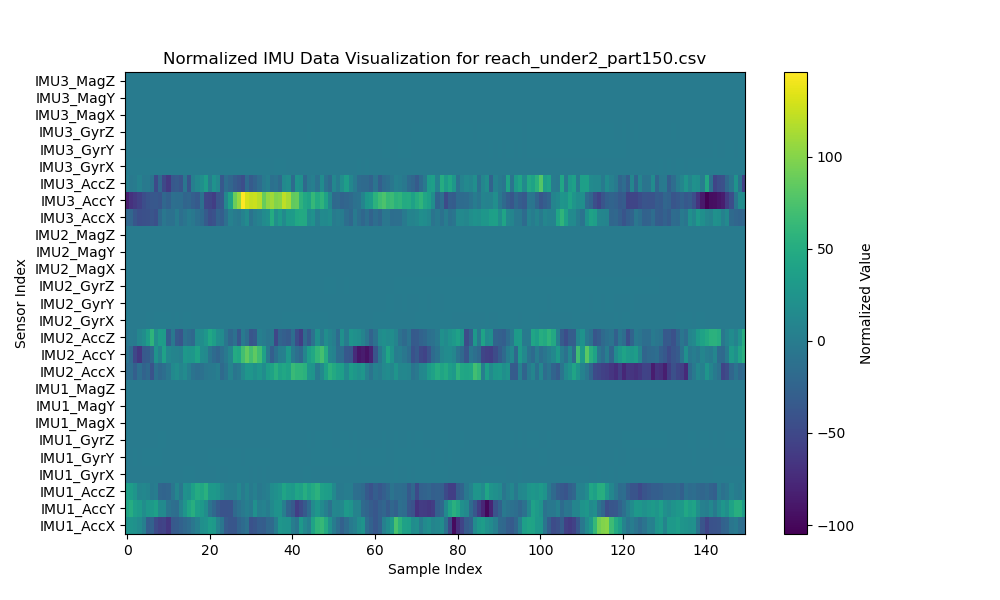 Normalized IMU Data Visualization for reach_under2_part150.csv
Sensor Index
IMU3_MagZ
IMU3_MagY
IMU3_MagX
IMU3_GyrZ
IMU3_GyrY
IMU3_GyrX
IMU3_AccZ
IMU3_AccY
IMU3_AccX
IMU2_MagZ
IMU2_MagY
IMU2_MagX
IMU2_GyrZ
IMU2_GyrY
IMU2_GyrX
IMU2_AccZ
IMU2_AccY
IMU2_AccX
IMU1_MagZ
IMU1_MagY
IMU1_MagX
IMU1_GyrZ
IMU1_GyrY
IMU1_GyrX
IMU1_AccZ
IMU1_AccY
IMU1_AccX
0 20 40 60 80 100 120 140
Sample Index
100
50
0
−50
−100
Normalized Value